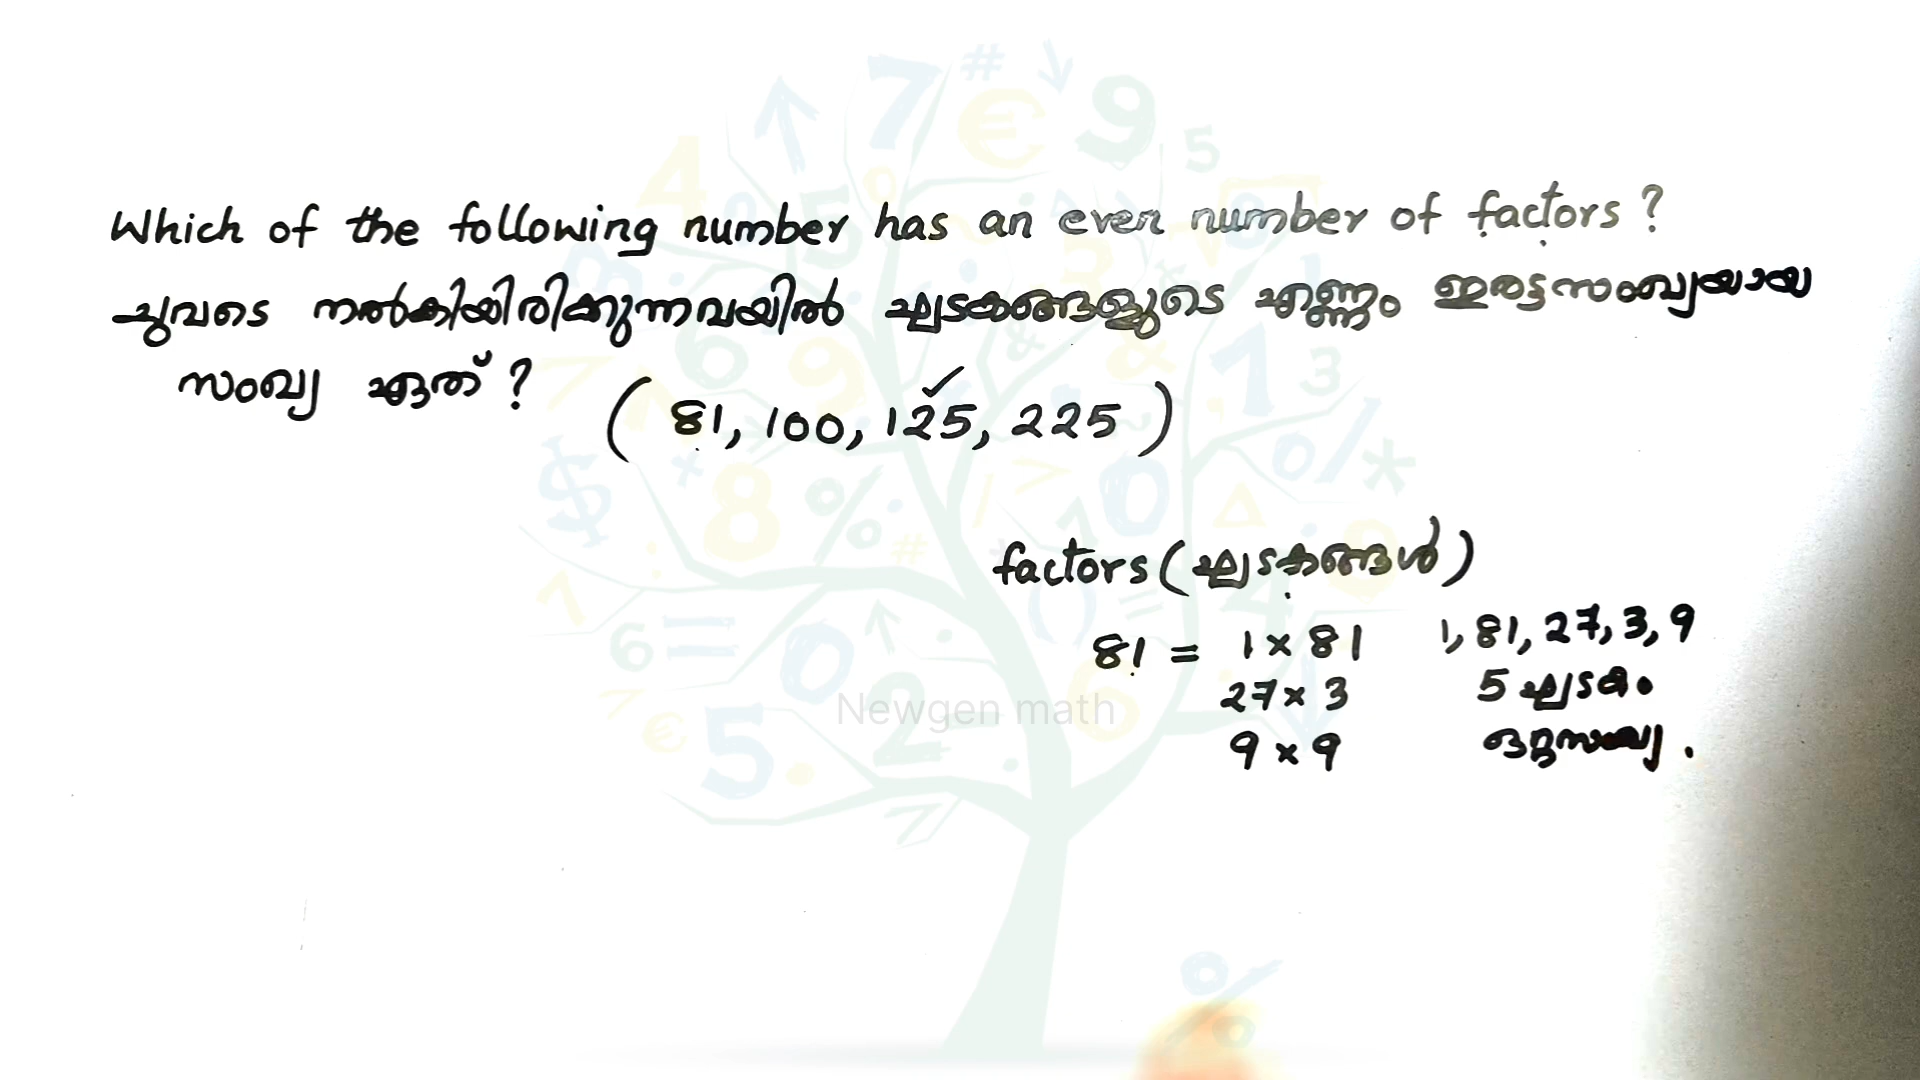 Which of the following number has an even number of factors ?
ചുവടെ നൽകിയിരിക്കുന്നവയിൽ ഘടകങ്ങളുടെ എണ്ണം ഇരട്ടസംഖ്യയായ
സംഖ്യ ഏത് ?
( 81, 100, 125, 225 )
factors ( ഘടകങ്ങൾ )
81 = 1 × 81 1, 81, 27, 3, 9
27 × 3 5 ഘടകം
9 × 9 ഒറ്റസംഖ്യ .
Newgen math